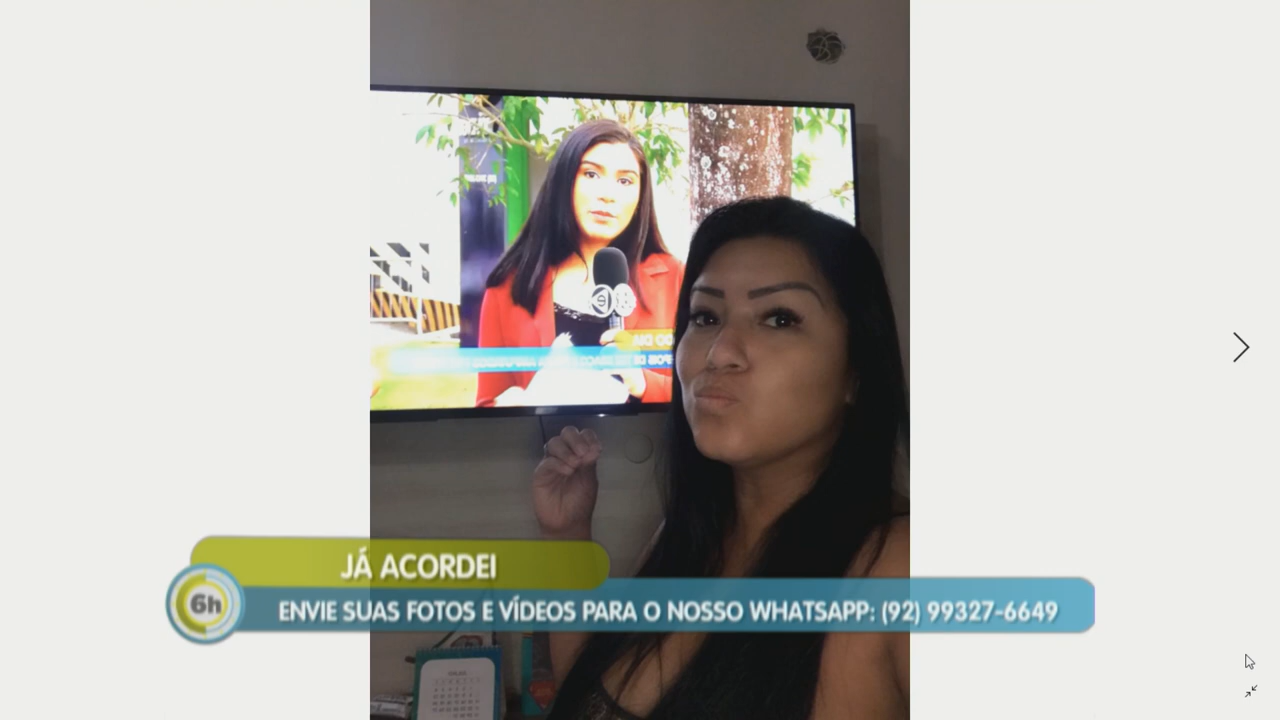 JÁ ACORDEI
6h
ENVIE SUAS FOTOS E VÍDEOS PARA O NOSSO WHATSAPP: (92) 99327-6649